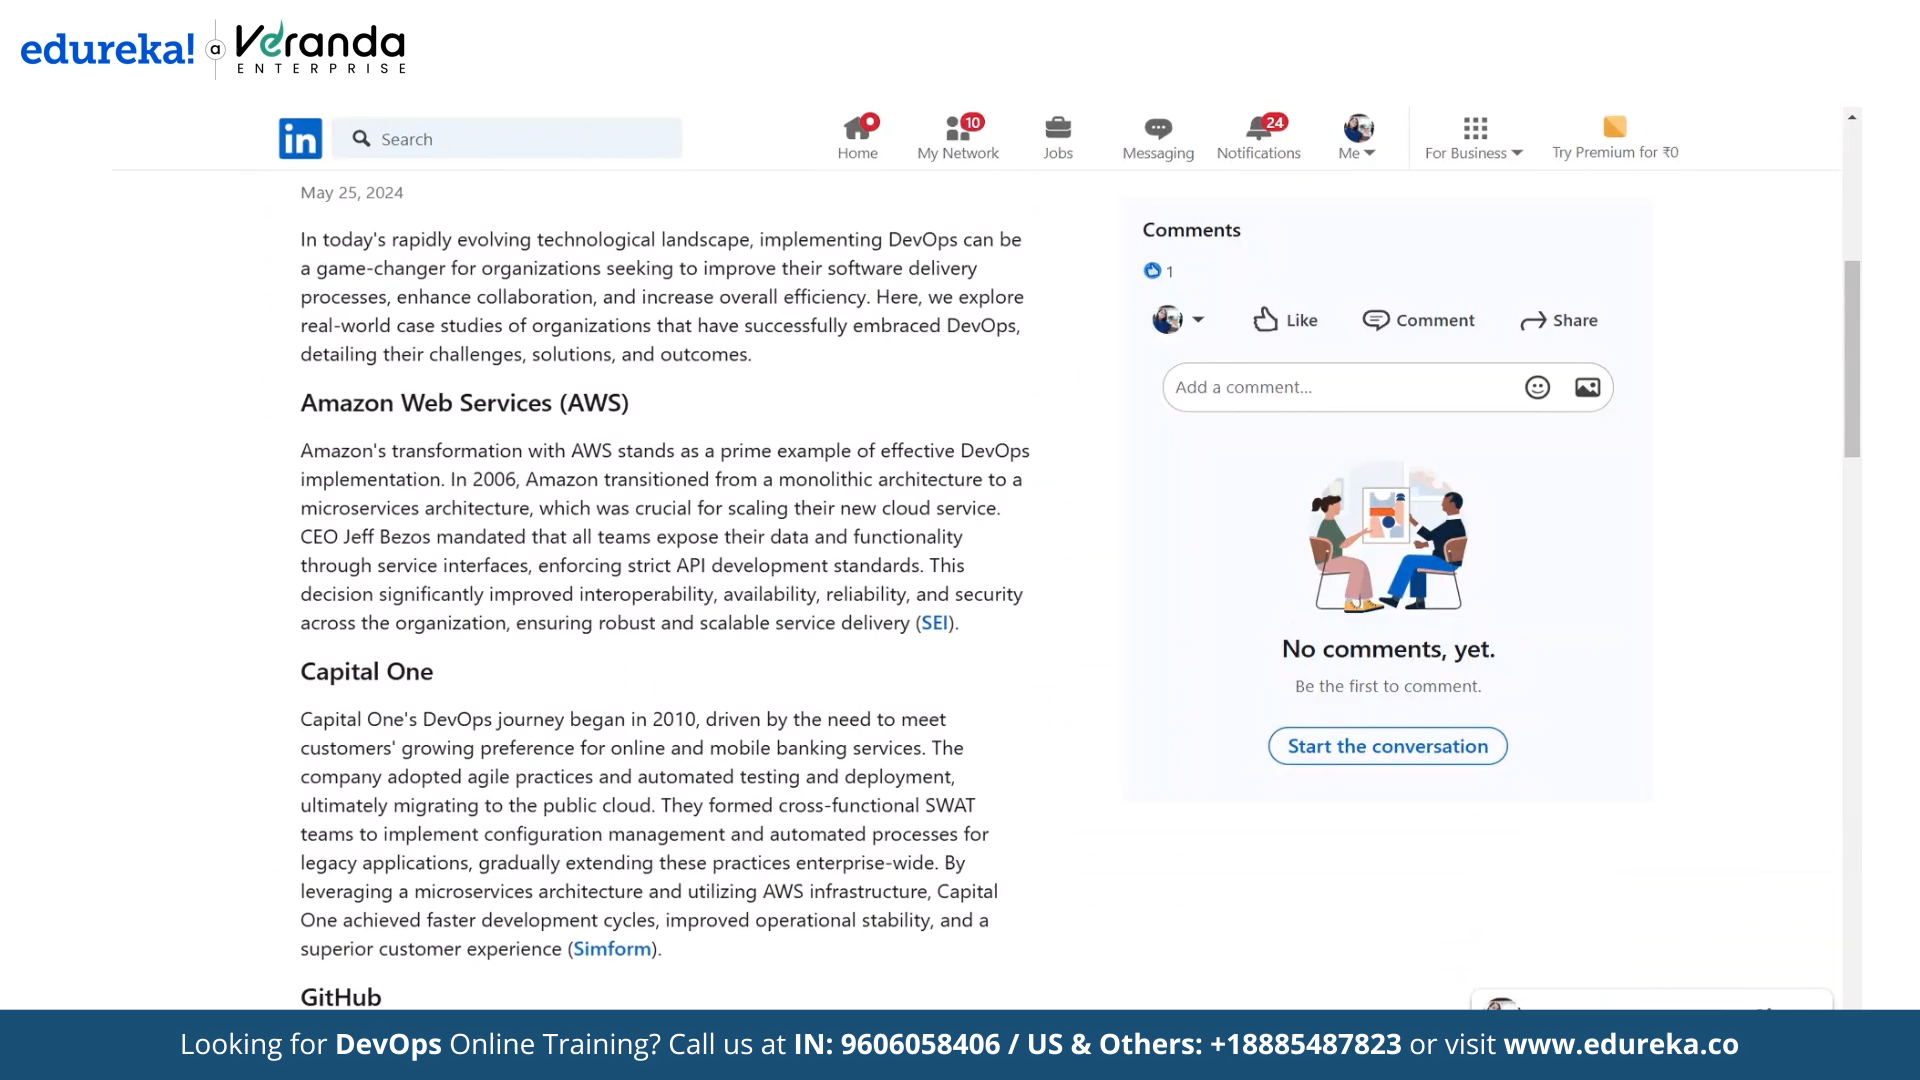 edureka! a Veranda
ENTERPRISE
in Search
Home
My Network 10
Jobs
Messaging
Notifications 24
Me
For Business
Try Premium for ₹0
May 25, 2024
In today's rapidly evolving technological landscape, implementing DevOps can be
a game-changer for organizations seeking to improve their software delivery
processes, enhance collaboration, and increase overall efficiency. Here, we explore
real-world case studies of organizations that have successfully embraced DevOps,
detailing their challenges, solutions, and outcomes.
Amazon Web Services (AWS)
Amazon's transformation with AWS stands as a prime example of effective DevOps
implementation. In 2006, Amazon transitioned from a monolithic architecture to a
microservices architecture, which was crucial for scaling their new cloud service.
CEO Jeff Bezos mandated that all teams expose their data and functionality
through service interfaces, enforcing strict API development standards. This
decision significantly improved interoperability, availability, reliability, and security
across the organization, ensuring robust and scalable service delivery (SEI).
Capital One
Capital One's DevOps journey began in 2010, driven by the need to meet
customers' growing preference for online and mobile banking services. The
company adopted agile practices and automated testing and deployment,
ultimately migrating to the public cloud. They formed cross-functional SWAT
teams to implement configuration management and automated processes for
legacy applications, gradually extending these practices enterprise-wide. By
leveraging a microservices architecture and utilizing AWS infrastructure, Capital
One achieved faster development cycles, improved operational stability, and a
superior customer experience (Simform).
GitHub
Comments
1
Like
Comment
Share
Add a comment...
No comments, yet.
Be the first to comment.
Start the conversation
Looking for DevOps Online Training? Call us at IN: 9606058406 / US & Others: +18885487823 or visit www.edureka.co